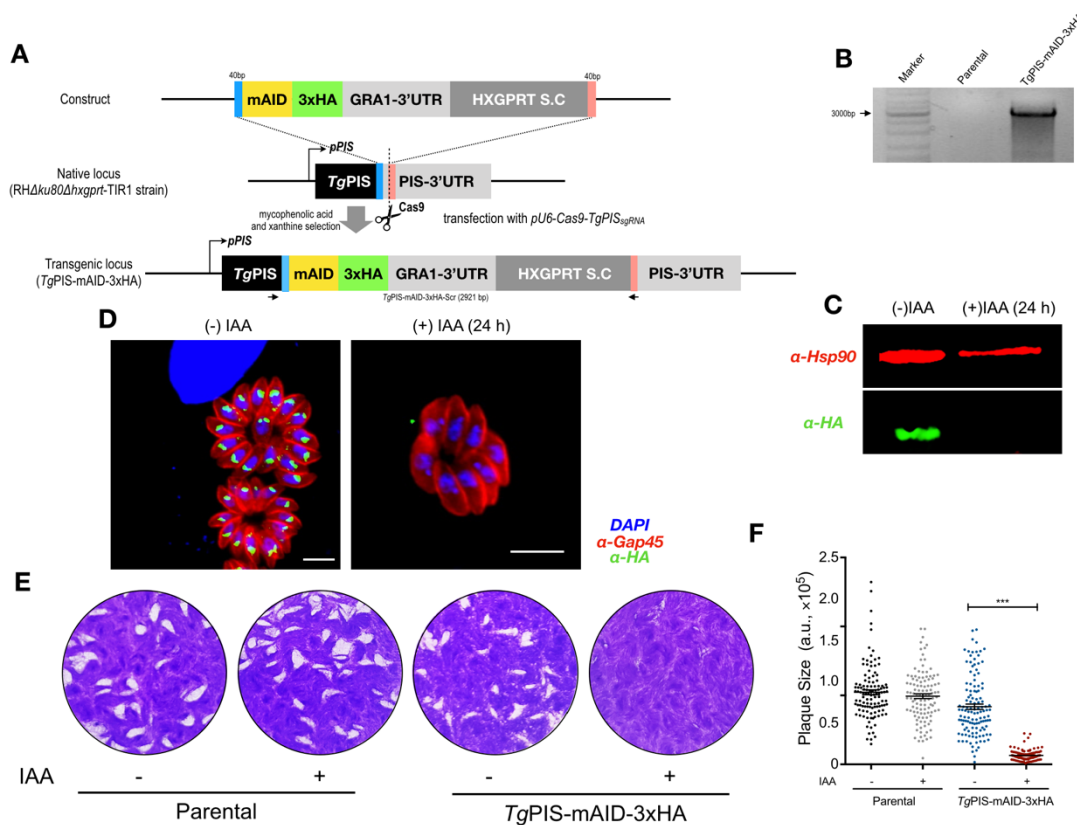 A
40bp
40bp
Construct
mAID
3xHA
GRA1-3'UTR
HXGPRT S.C
Native locus
(RHΔku80Δhxgprt-TIR1 strain)
pPIS
TgPIS
PIS-3'UTR
Cas9
mycophenolic acid
and xanthine selection
transfection with pU6-Cas9-TgPISsgRNA
Transgenic locus
(TgPIS-mAID-3xHA)
pPIS
TgPIS
mAID
3xHA
GRA1-3'UTR
HXGPRT S.C
PIS-3'UTR
TgPIS-mAID-3xHA-Scr (2921 bp)
B
Marker
Parental
TgPIS-mAID-3xHA
3000bp
C
(-)IAA
(+)IAA (24 h)
α-Hsp90
α-HA
D
(-) IAA
(+) IAA (24 h)
DAPI
α-Gap45
α-HA
E
IAA
-
+
-
+
Parental
TgPIS-mAID-3xHA
F
Plaque Size (a.u., ×10⁵)
2.5
2.0
1.5
1.0
0.5
0
***
IAA
-
+
-
+
Parental
TgPIS-mAID-3xHA